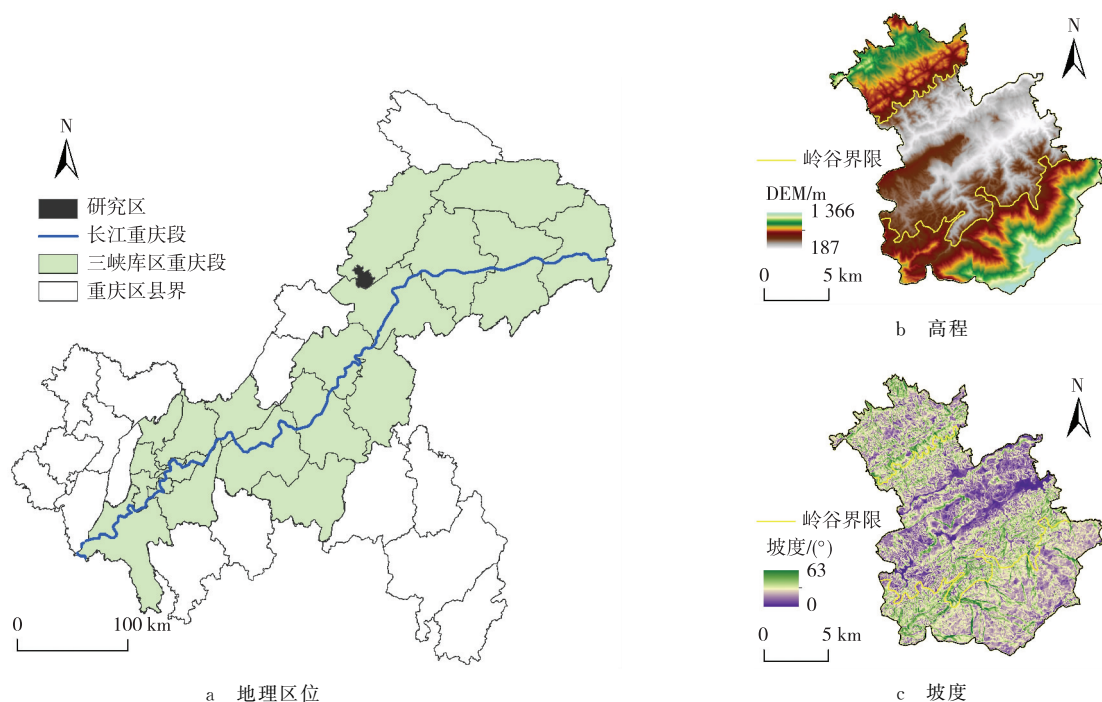 N
研究区
长江重庆段
三峡库区重庆段
重庆区县界
0 100 km
a 地理区位
N
岭谷界限
DEM/m
1 366
187
0 5 km
b 高程
N
岭谷界限
坡度/(°)
63
0
0 5 km
c 坡度